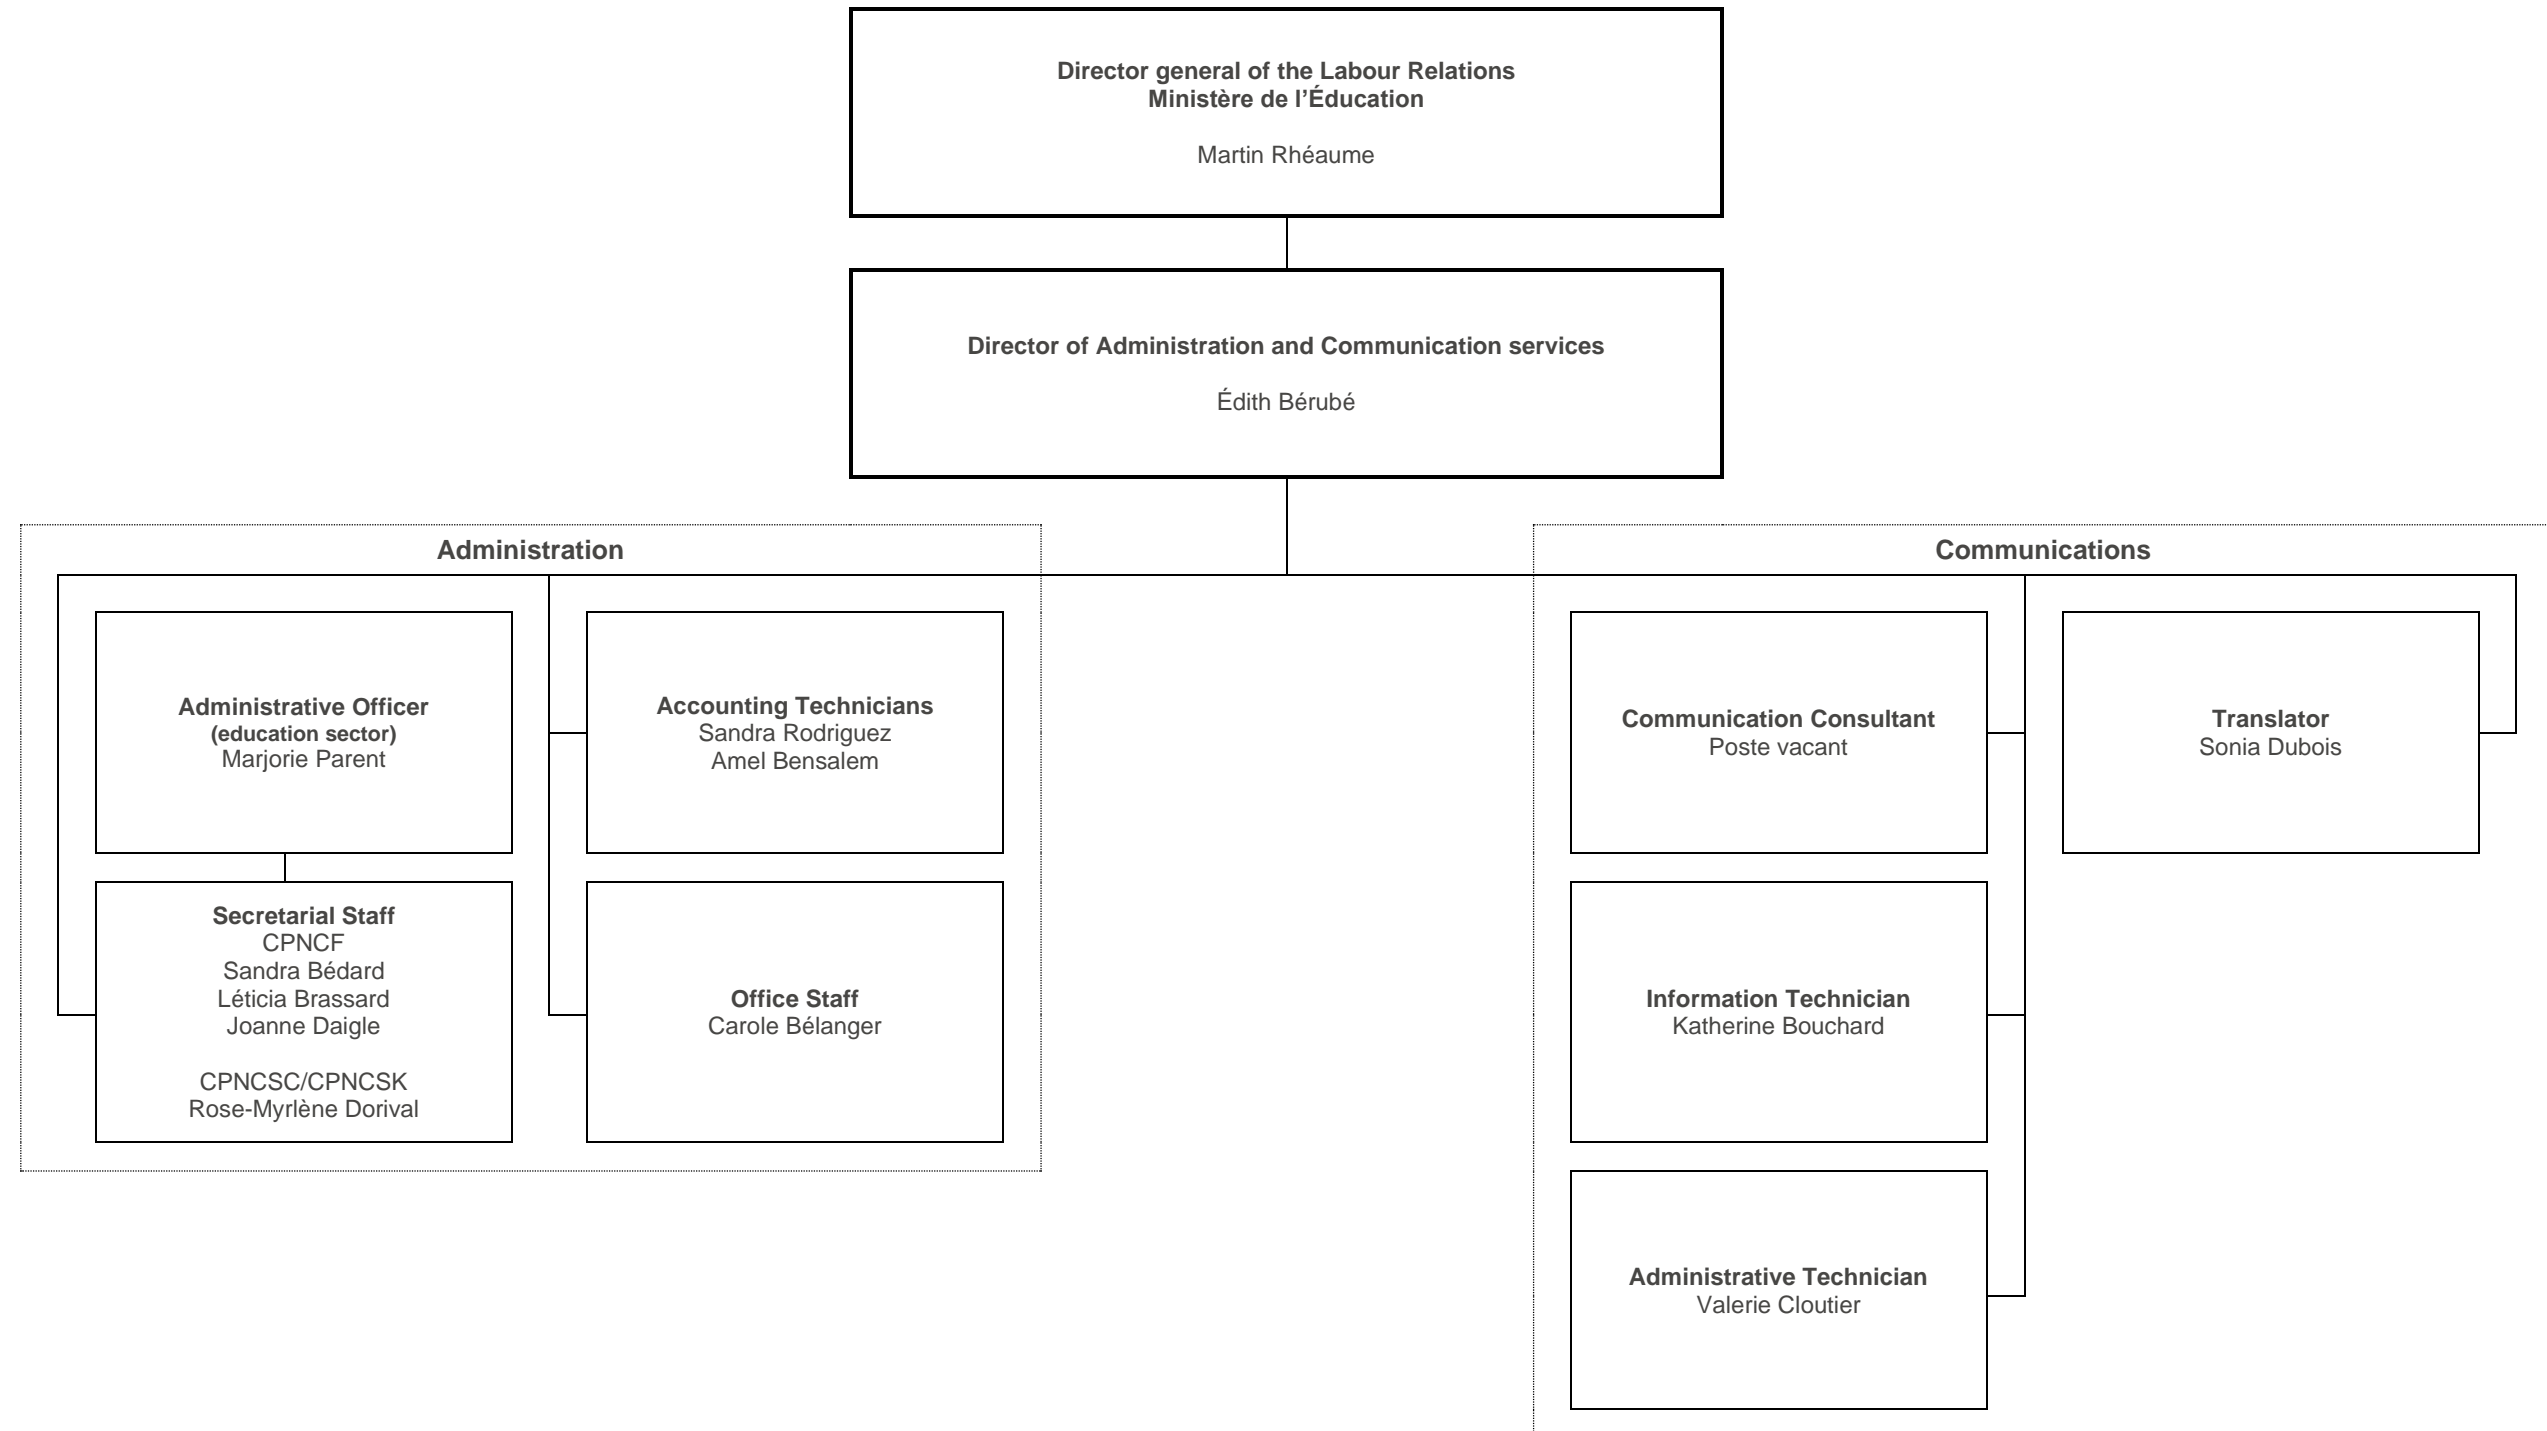 Director general of the Labour Relations
Ministère de l’Éducation
Martin Rhéaume
Director of Administration and Communication services
Édith Bérubé
Administration
Administrative Officer
(education sector)
Marjorie Parent
Accounting Technicians
Sandra Rodriguez
Amel Bensalem
Secretarial Staff
CPNCF
Sandra Bédard
Léticia Brassard
Joanne Daigle
CPNCSC/CPNCSK
Rose-Myrlène Dorival
Office Staff
Carole Bélanger
Communications
Communication Consultant
Poste vacant
Translator
Sonia Dubois
Information Technician
Katherine Bouchard
Administrative Technician
Valerie Cloutier